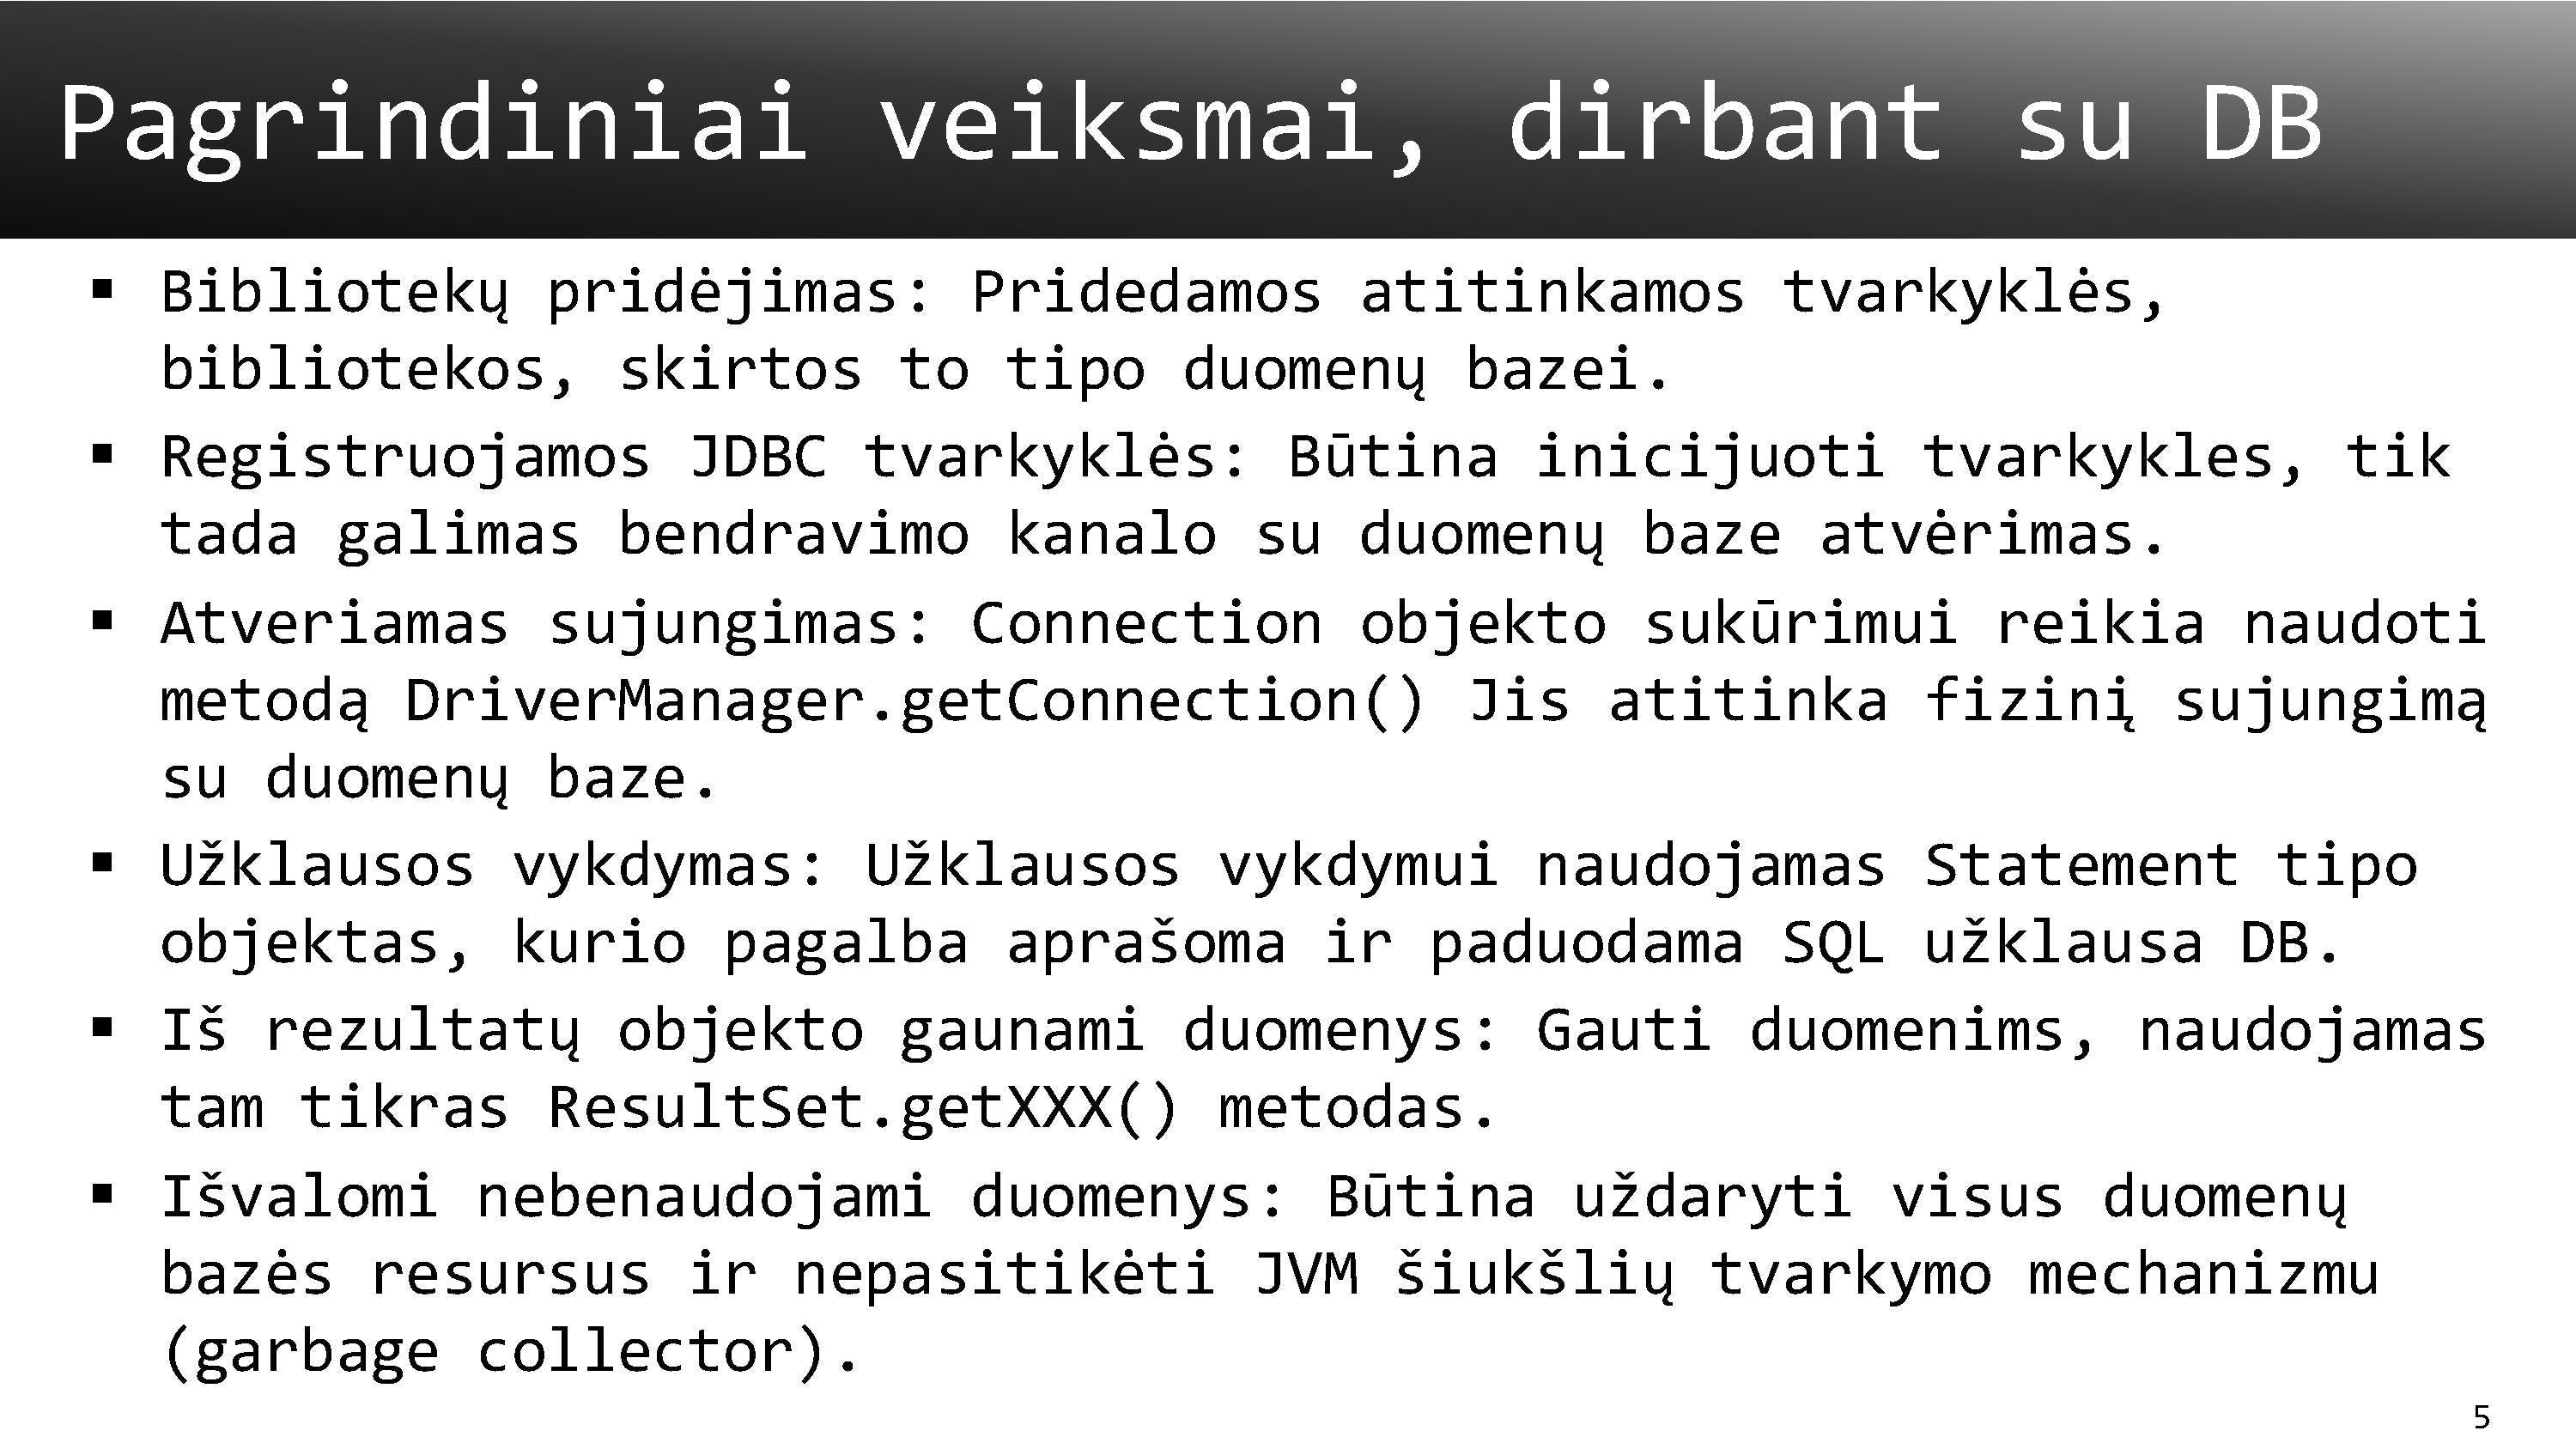 Pagrindiniai veiksmai, dirbant su DB
▪ Bibliotekų pridėjimas: Pridedamos atitinkamos tvarkyklės,
bibliotekos, skirtos to tipo duomenų bazei.
▪ Registruojamos JDBC tvarkyklės: Būtina inicijuoti tvarkykles, tik
tada galimas bendravimo kanalo su duomenų baze atvėrimas.
▪ Atveriamas sujungimas: Connection objekto sukūrimui reikia naudoti
metodą DriverManager.getConnection() Jis atitinka fizinį sujungimą
su duomenų baze.
▪ Užklausos vykdymas: Užklausos vykdymui naudojamas Statement tipo
objektas, kurio pagalba aprašoma ir paduodama SQL užklausa DB.
▪ Iš rezultatų objekto gaunami duomenys: Gauti duomenims, naudojamas
tam tikras ResultSet.getXXX() metodas.
▪ Išvalomi nebenaudojami duomenys: Būtina uždaryti visus duomenų
bazės resursus ir nepasitikėti JVM šiukšlių tvarkymo mechanizmu
(garbage collector).
5